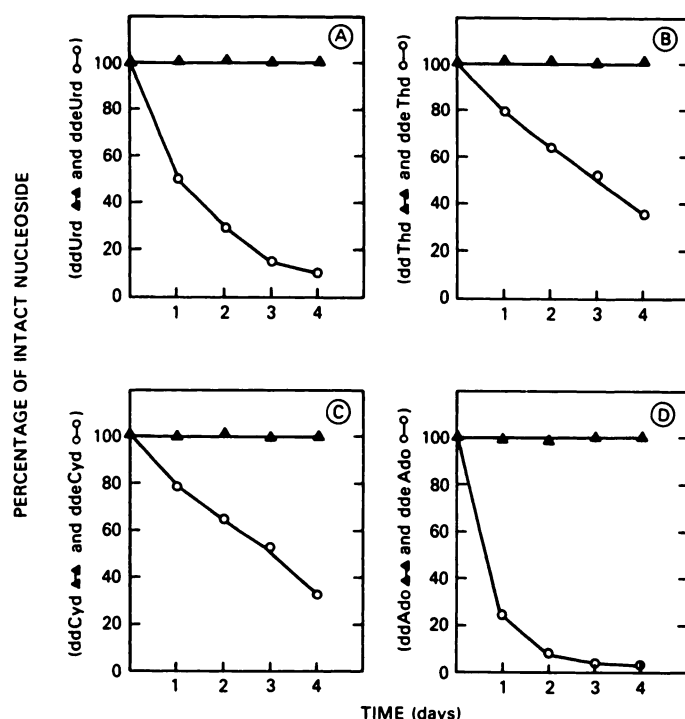 PERCENTAGE OF INTACT NUCLEOSIDE
A
(ddUrd ▲-▲ and ddeUrd o-o)
100
80
60
40
20
0
1 2 3 4
B
(ddThd ▲-▲ and ddeThd o-o)
100
80
60
40
20
0
1 2 3 4
C
(ddCyd ▲-▲ and ddeCyd o-o)
100
80
60
40
20
0
1 2 3 4
D
(ddAdo ▲-▲ and ddeAdo o-o)
100
80
60
40
20
0
1 2 3 4
TIME (days)